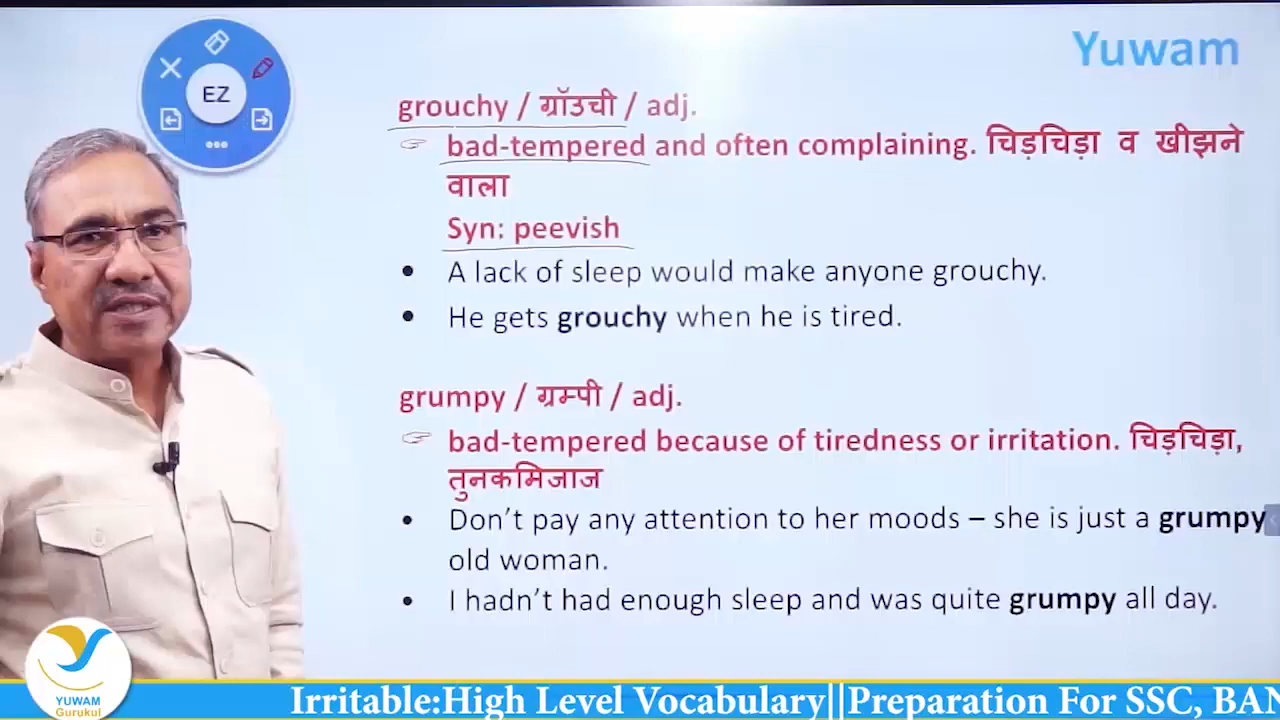 Yuwam
EZ
grouchy / ग्रॉउची / adj.
bad-tempered and often complaining. चिड़चिड़ा व खीझने
वाला
Syn: peevish
• A lack of sleep would make anyone grouchy.
• He gets grouchy when he is tired.
grumpy / ग्रम्पी / adj.
bad-tempered because of tiredness or irritation. चिड़चिड़ा,
तुनकमिजाज
• Don’t pay any attention to her moods – she is just a grumpy
old woman.
• I hadn’t had enough sleep and was quite grumpy all day.
YUWAM
Gurukul
Irritable:High Level Vocabulary||Preparation For SSC, BAN